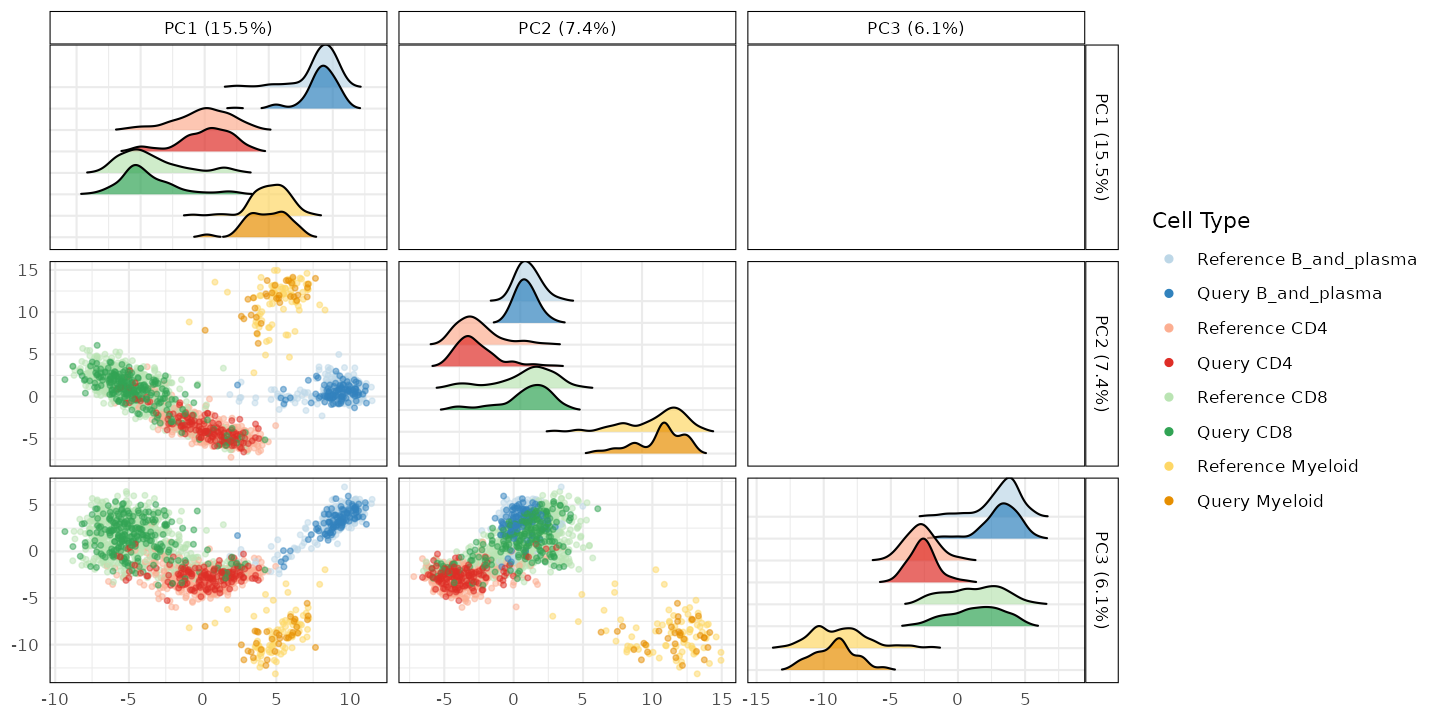 PC1 (15.5%)
PC2 (7.4%)
PC3 (6.1%)
PC1 (15.5%)
15
10
5
0
-5
PC2 (7.4%)
5
0
-5
-10
PC3 (6.1%)
-10 -5 0 5 10
-5 0 5 10 15
-15 -10 -5 0 5
Cell Type
Reference B_and_plasma
Query B_and_plasma
Reference CD4
Query CD4
Reference CD8
Query CD8
Reference Myeloid
Query Myeloid